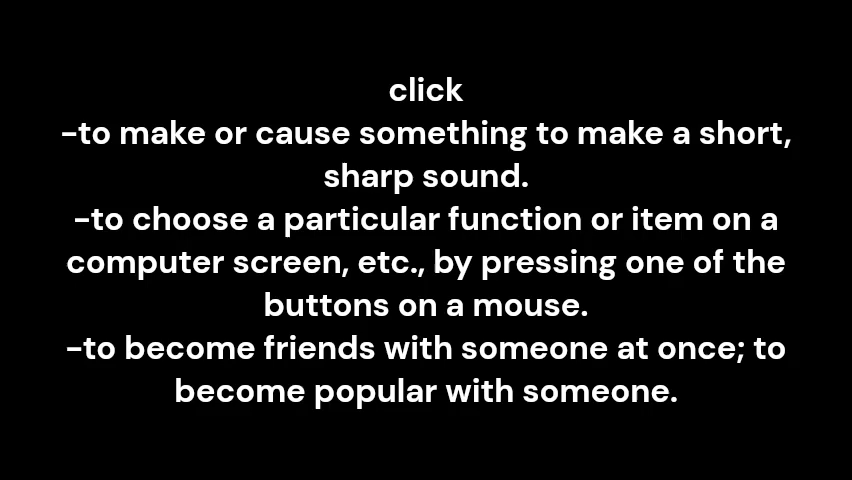 click
-to make or cause something to make a short,
sharp sound.
-to choose a particular function or item on a
computer screen, etc., by pressing one of the
buttons on a mouse.
-to become friends with someone at once; to
become popular with someone.